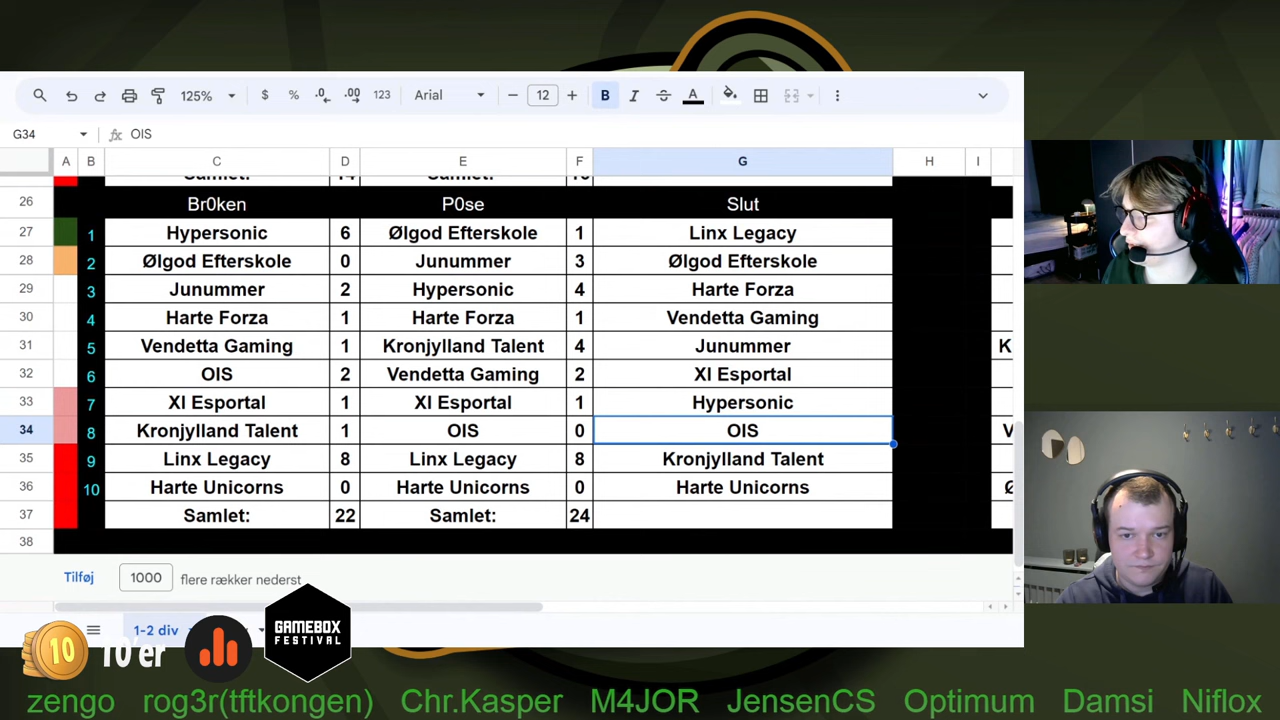 125% $ % .0 .00 123 Arial 12 B I S A
G34 fx OIS
A B C D E F G H I
Samlet: 14 Samlet:
26 Br0ken P0se Slut
27 1 Hypersonic 6 Ølgod Efterskole 1 Linx Legacy
28 2 Ølgod Efterskole 0 Junummer 3 Ølgod Efterskole
29 3 Junummer 2 Hypersonic 4 Harte Forza
30 4 Harte Forza 1 Harte Forza 1 Vendetta Gaming
31 5 Vendetta Gaming 1 Kronjylland Talent 4 Junummer K
32 6 OIS 2 Vendetta Gaming 2 XI Esportal
33 7 XI Esportal 1 XI Esportal 1 Hypersonic
34 8 Kronjylland Talent 1 OIS 0 OIS V
35 9 Linx Legacy 8 Linx Legacy 8 Kronjylland Talent
36 10 Harte Unicorns 0 Harte Unicorns 0 Harte Unicorns Ø
37 Samlet: 22 Samlet: 24
38
Tilføj 1000 flere rækker nederst
1-2 div
10 10'er
GAMEBOX
FESTIVAL
zengo rog3r(tftkongen) Chr.Kasper M4JOR JensenCS Optimum Damsi Niflox